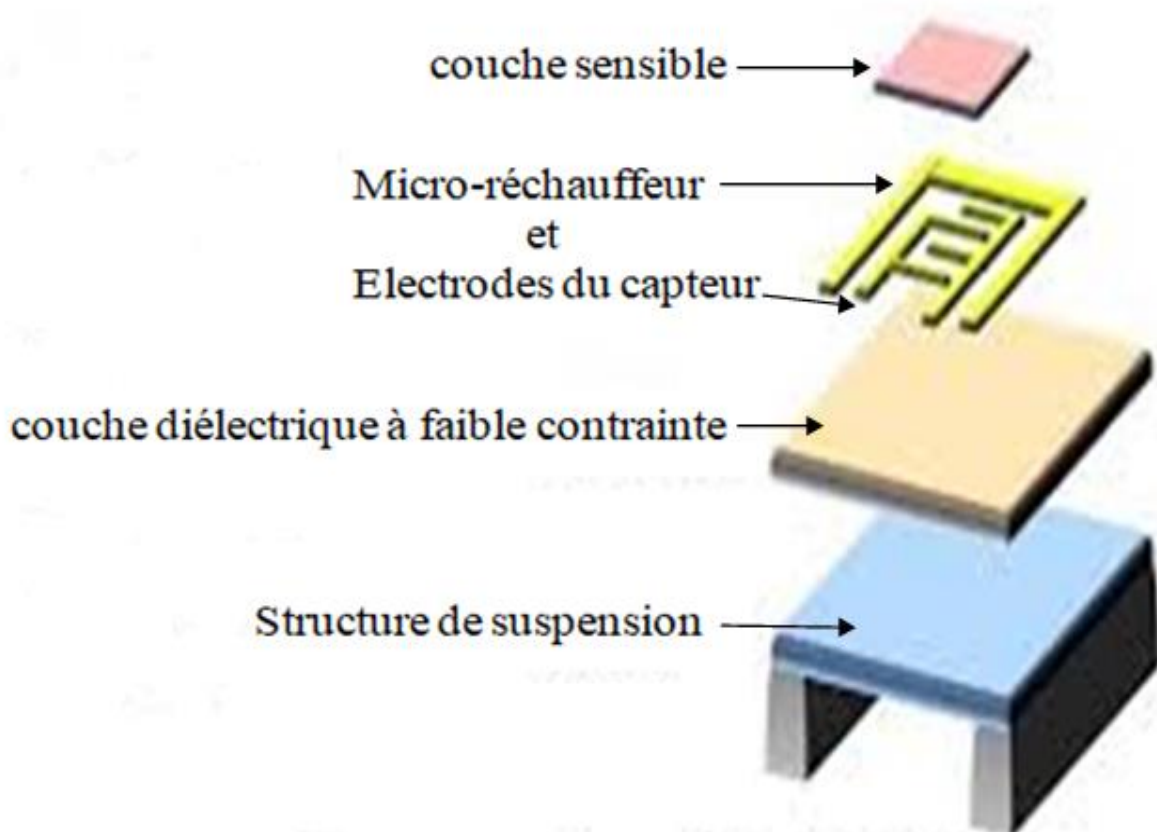 couche sensible
Micro-réchauffeur
et
Electrodes du capteur
couche diélectrique à faible contrainte
Structure de suspension